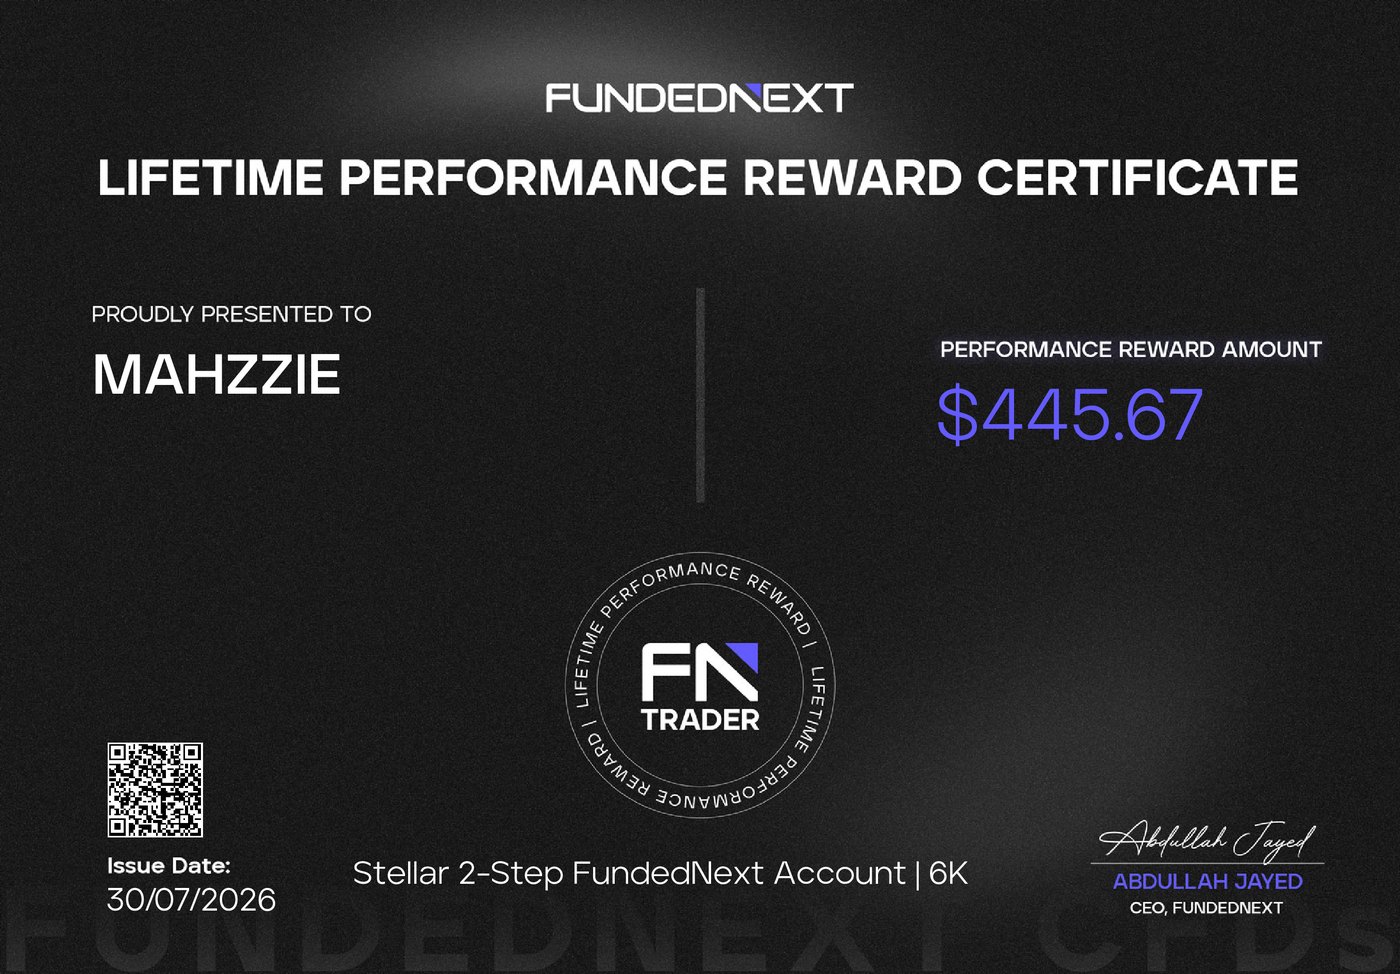 FUNDEDNEXT
LIFETIME PERFORMANCE REWARD CERTIFICATE
PROUDLY PRESENTED TO
MAHZZIE
PERFORMANCE REWARD AMOUNT
$445.67
LIFETIME PERFORMANCE REWARD | LIFETIME PERFORMANCE REWARD |
FN
TRADER
Issue Date:
30/07/2026
Stellar 2-Step FundedNext Account | 6K
Abdullah Jayed
ABDULLAH JAYED
CEO, FUNDEDNEXT
FUNDEDNEXT CFDs